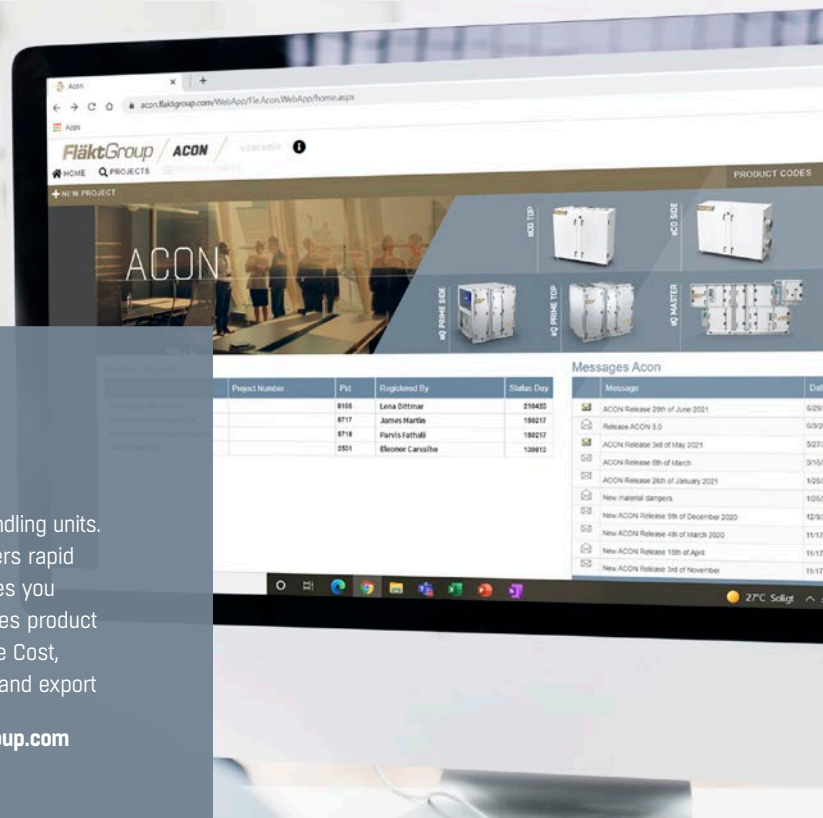 Acon
acon.flaktgroup.com/WebApp/Fie.Acon.WebApp/home.aspx
Apps
FläktGroup ACON
HOME PROJECTS
NEW PROJECT
PRODUCT CODES
ACON
eCO TOP
eCO SIDE
eQ PRIME SIDE
eQ PRIME TOP
eQ MASTER
Project Number Pid Registered By Status Day
8105 Lena Dittmar 210423
5717 James Martin 150217
5718 Parvis Fathali 150217
2501 Eleonor Carvalho 130613
Messages Acon
Message
ACON Release 29th of June 2021
Release ACON 3.0
ACON Release 3rd of May 2021
ACON Release 8th of March
ACON Release 26th of January 2021
New material dampers
New ACON Release 9th of December 2020
New ACON Release 4th of March 2020
New ACON Release 18th of April
New ACON Release 3rd of November
27°C Soligt
ndling units.
ers rapid
es you
es product
e Cost,
and export
oup.com